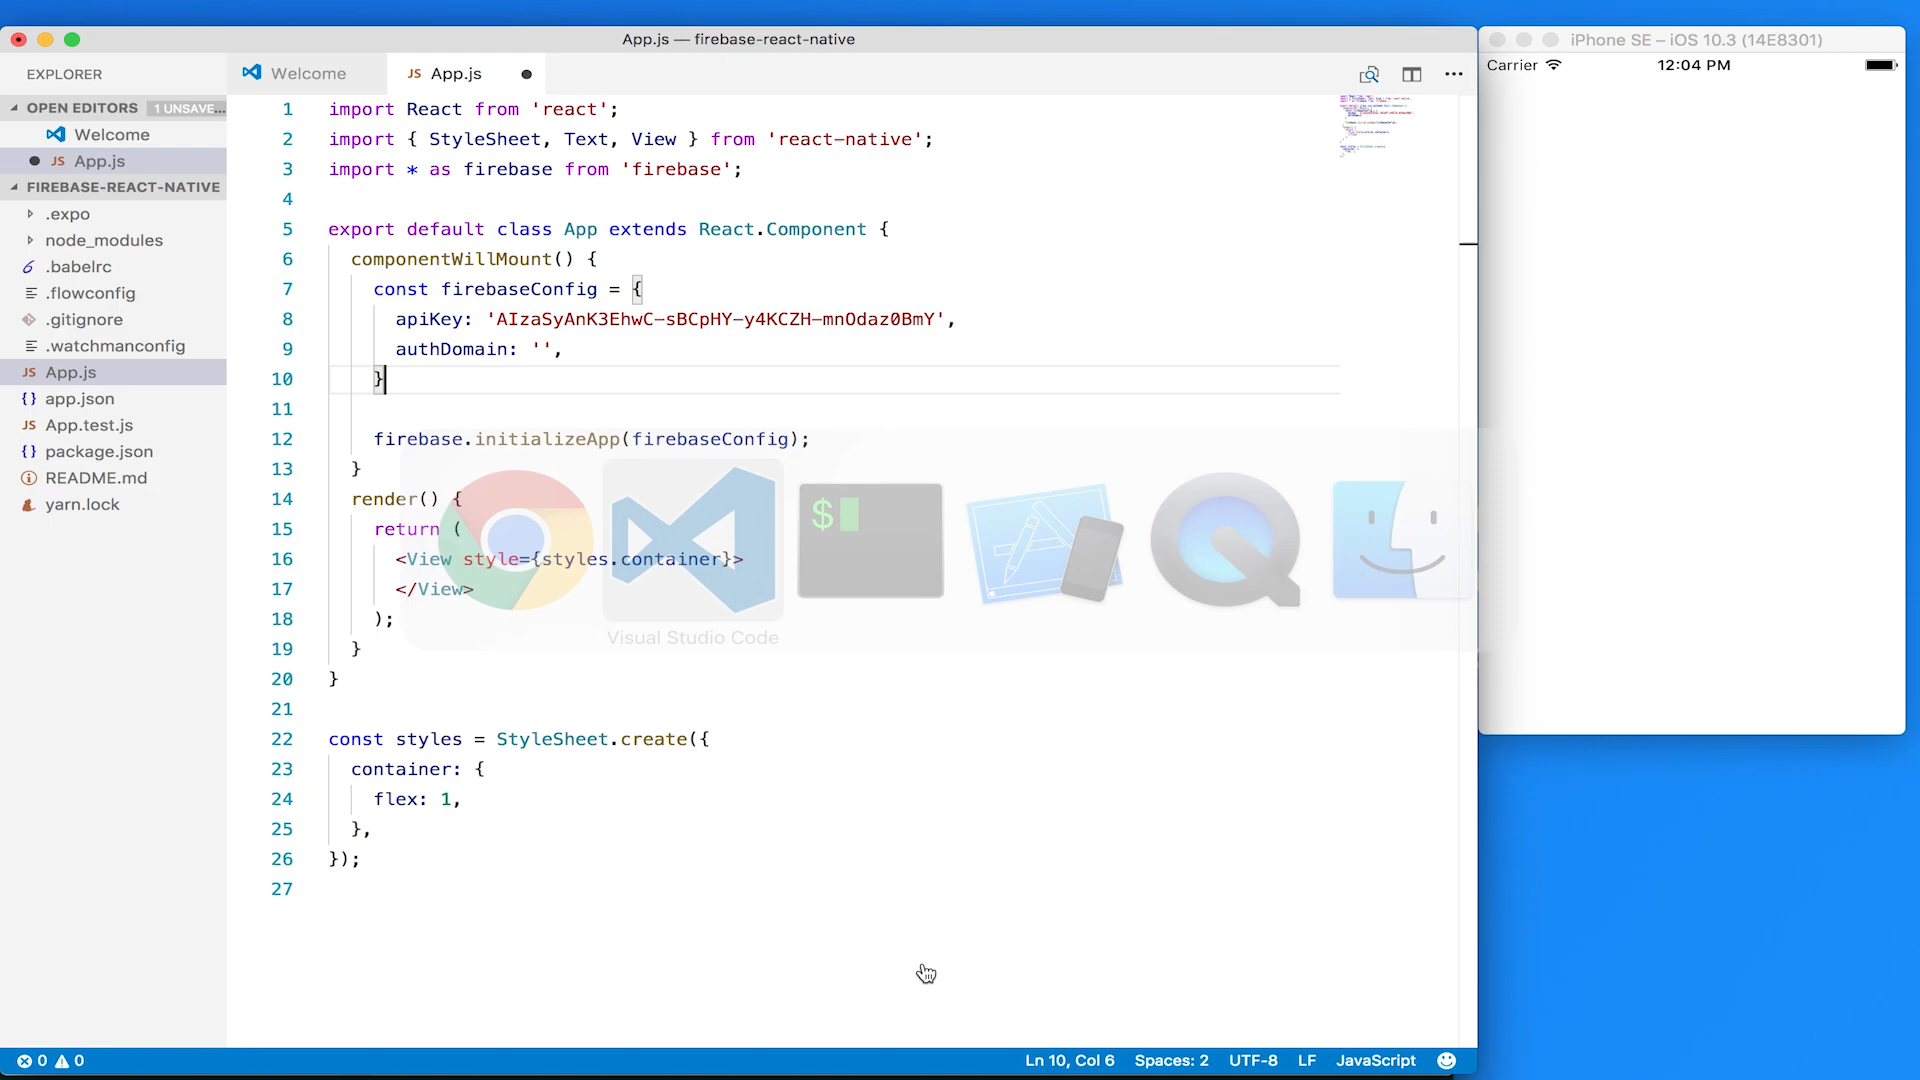 App.js — firebase-react-native
iPhone SE – iOS 10.3 (14E8301)
Carrier
12:04 PM
EXPLORER
Welcome
JS App.js
OPEN EDITORS
1 UNSAVE...
Welcome
JS App.js
FIREBASE-REACT-NATIVE
.expo
node_modules
.babelrc
.flowconfig
.gitignore
.watchmanconfig
JS App.js
{} app.json
JS App.test.js
{} package.json
README.md
yarn.lock
1 import React from 'react';
2 import { StyleSheet, Text, View } from 'react-native';
3 import * as firebase from 'firebase';
4
5 export default class App extends React.Component {
6 componentWillMount() {
7 const firebaseConfig = {
8 apiKey: 'AIzaSyAnK3EhwC-sBCpHY-y4KCZH-mnOdaz0BmY',
9 authDomain: '',
10 }
11
12 firebase.initializeApp(firebaseConfig);
13 }
14 render() {
15 return (
16 <View style={styles.container}>
17 </View>
18 );
19 }
20 }
21
22 const styles = StyleSheet.create({
23 container: {
24 flex: 1,
25 },
26 });
27
$
Visual Studio Code
0 0
Ln 10, Col 6
Spaces: 2
UTF-8
LF
JavaScript